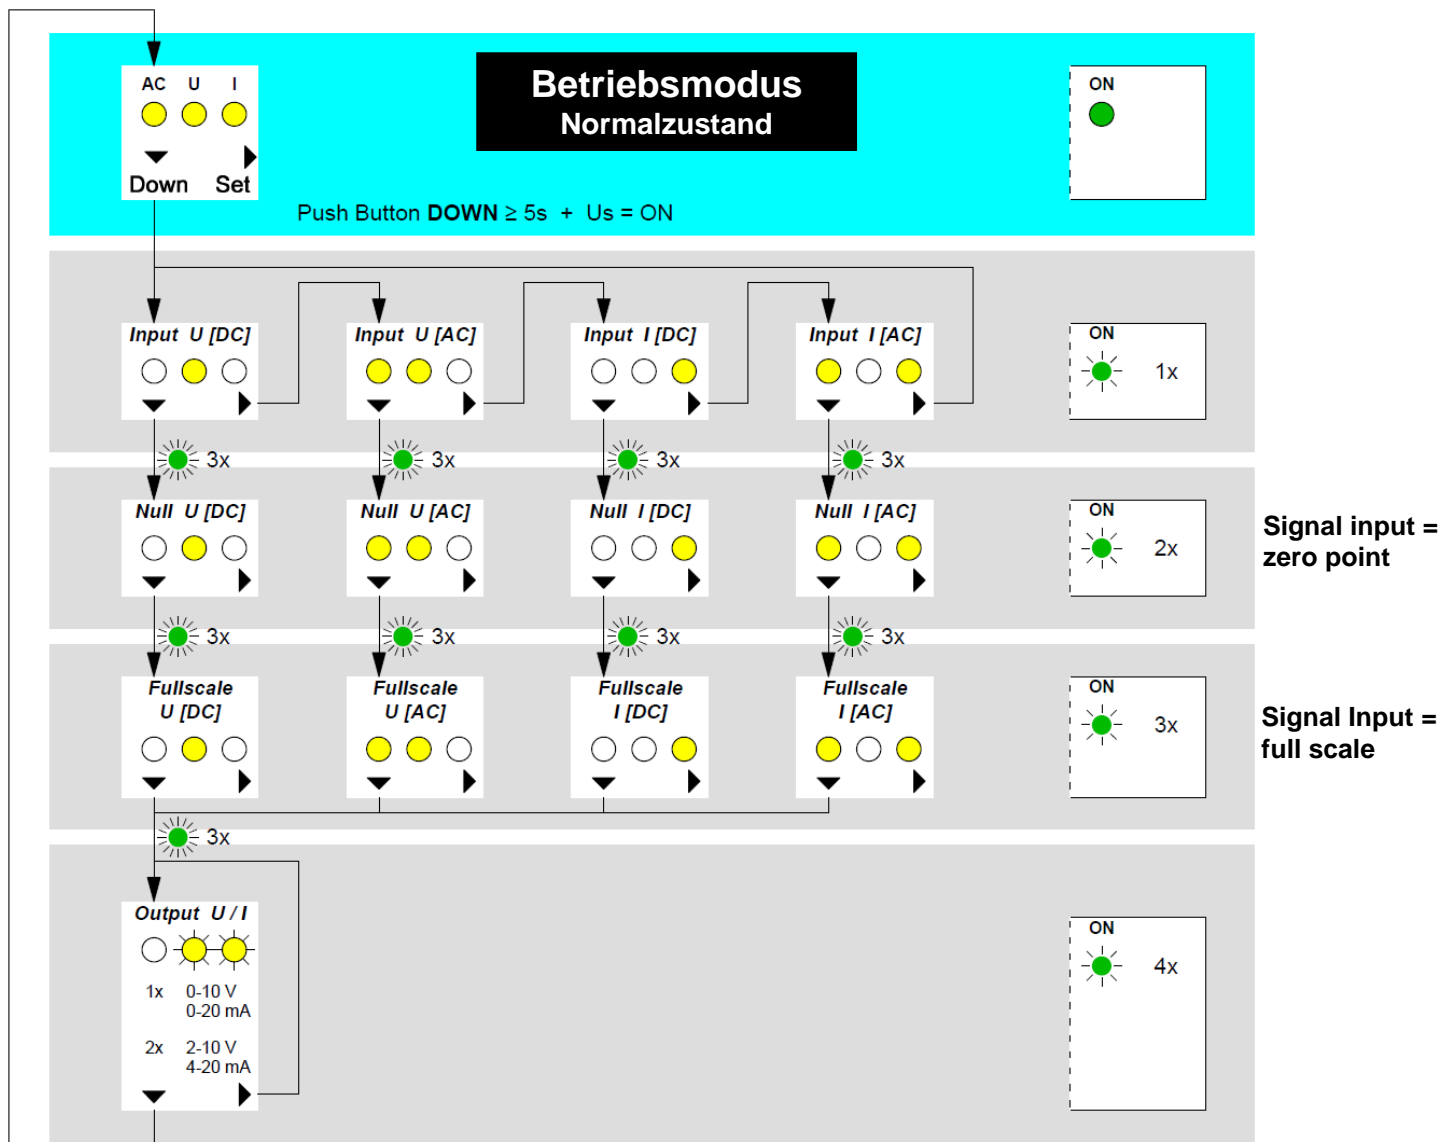 AC U I
Betriebsmodus
Normalzustand
ON
Down Set
Push Button DOWN ≥ 5s + Us = ON
Input U [DC]
Input U [AC]
Input I [DC]
Input I [AC]
ON
1x
3x
3x
3x
3x
Null U [DC]
Null U [AC]
Null I [DC]
Null I [AC]
ON
2x
Signal input =
zero point
3x
3x
3x
3x
Fullscale
U [DC]
Fullscale
U [AC]
Fullscale
I [DC]
Fullscale
I [AC]
ON
3x
Signal Input =
full scale
3x
Output U / I
1x 0-10 V
0-20 mA
2x 2-10 V
4-20 mA
ON
4x